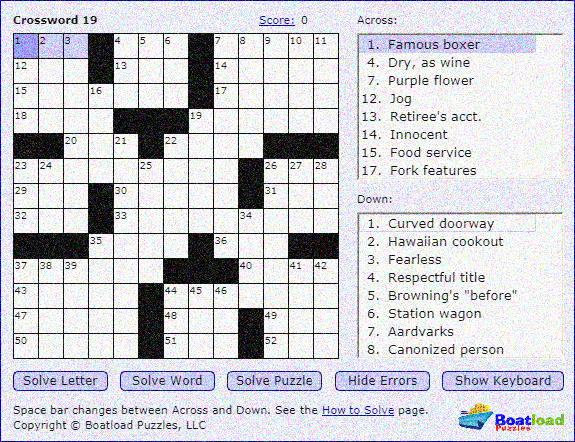 Crossword 19 Score: 0
1 2 3 4 5 6 7 8 9 10 11
12 13 14
15 16 17
18 19
20 21 22
23 24 25 26 27 28
29 30 31
32 33 34
35 36
37 38 39 40 41 42
43 44 45 46
47 48 49
50 51 52
Across:
1. Famous boxer
4. Dry, as wine
7. Purple flower
12. Jog
13. Retiree's acct.
14. Innocent
15. Food service
17. Fork features
Down:
1. Curved doorway
2. Hawaiian cookout
3. Fearless
4. Respectful title
5. Browning's "before"
6. Station wagon
7. Aardvarks
8. Canonized person
Solve Letter Solve Word Solve Puzzle Hide Errors Show Keyboard
Space bar changes between Across and Down. See the How to Solve page.
Copyright © Boatload Puzzles, LLC
Boatload
Puzzles